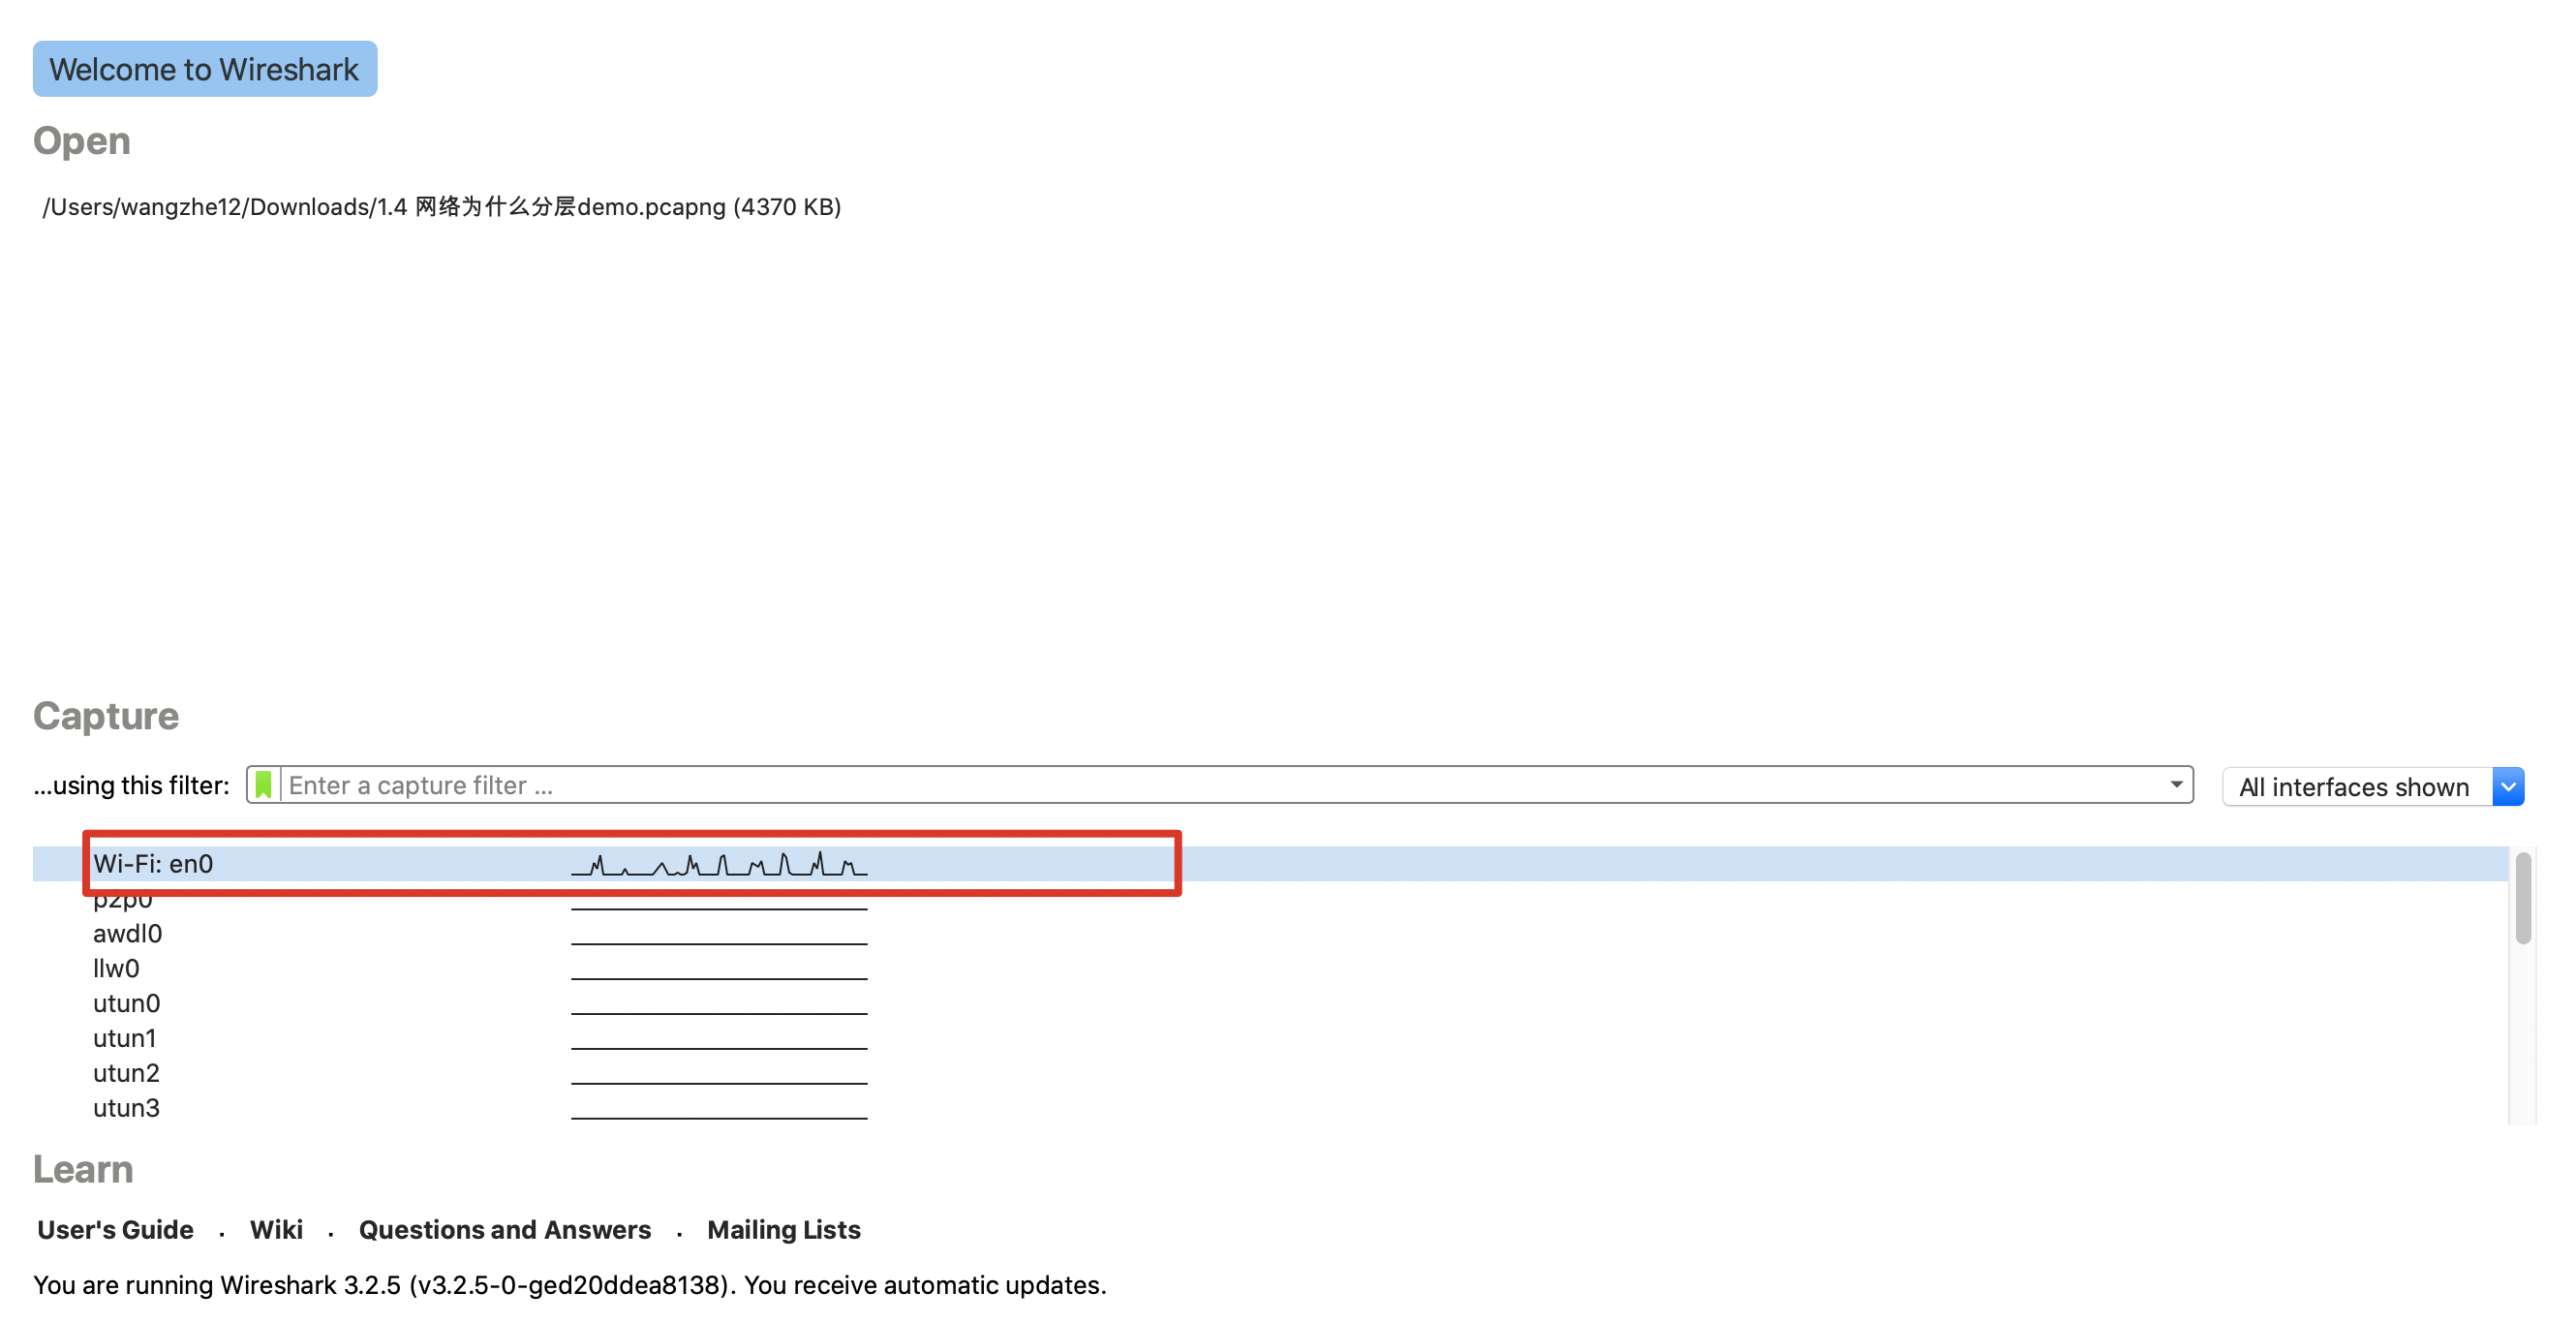 Welcome to Wireshark
Open
/Users/wangzhe12/Downloads/1.4 网络为什么分层demo.pcapng (4370 KB)
Capture
...using this filter: Enter a capture filter ... All interfaces shown
Wi-Fi: en0
p2p0
awdl0
llw0
utun0
utun1
utun2
utun3
Learn
User's Guide · Wiki · Questions and Answers · Mailing Lists
You are running Wireshark 3.2.5 (v3.2.5-0-ged20ddea8138). You receive automatic updates.